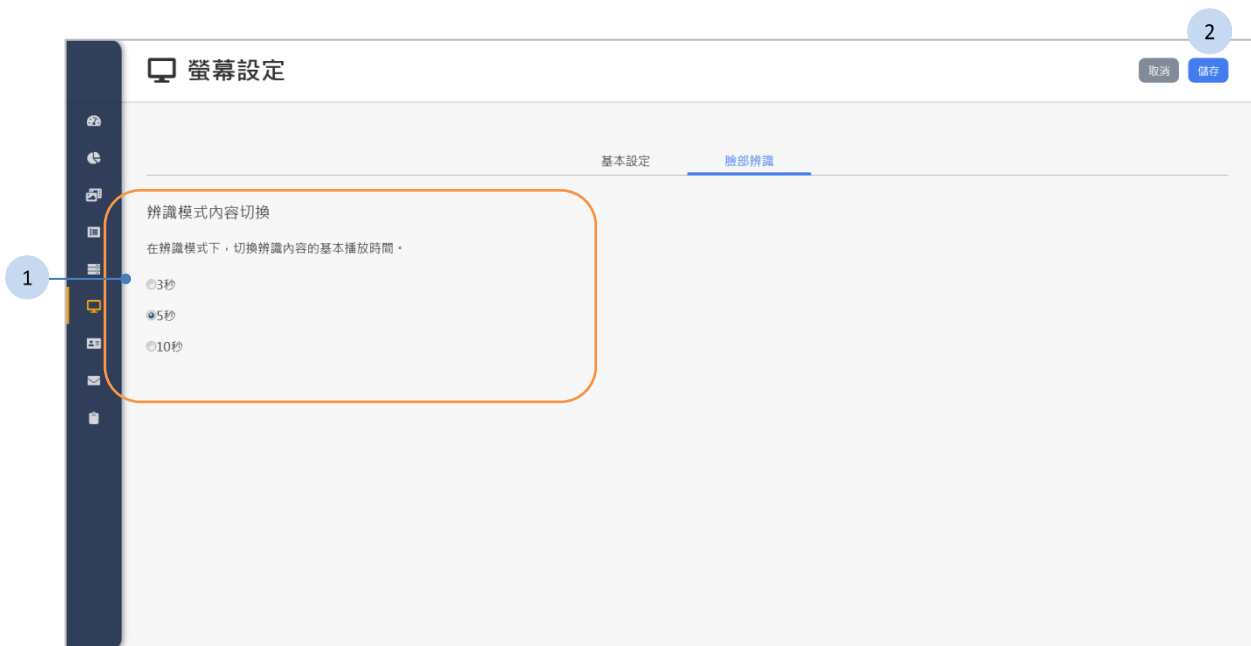 2
螢幕設定
取消 儲存
基本設定 臉部辨識
辨識模式內容切換
在辨識模式下，切換辨識內容的基本播放時間。
1
3秒
5秒
10秒